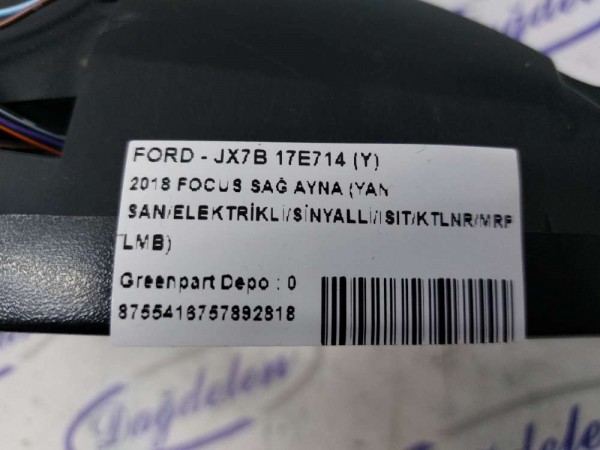 FORD - JX7B 17E714 (Y)
2018 FOCUS SAĞ AYNA (YAN
SAN/ELEKTRİKLİ/SİNYALLİ/ISIT/KTLNR/MRF
LMB)
Greenpart Depo : 0
8755416757892818
Dağdelen